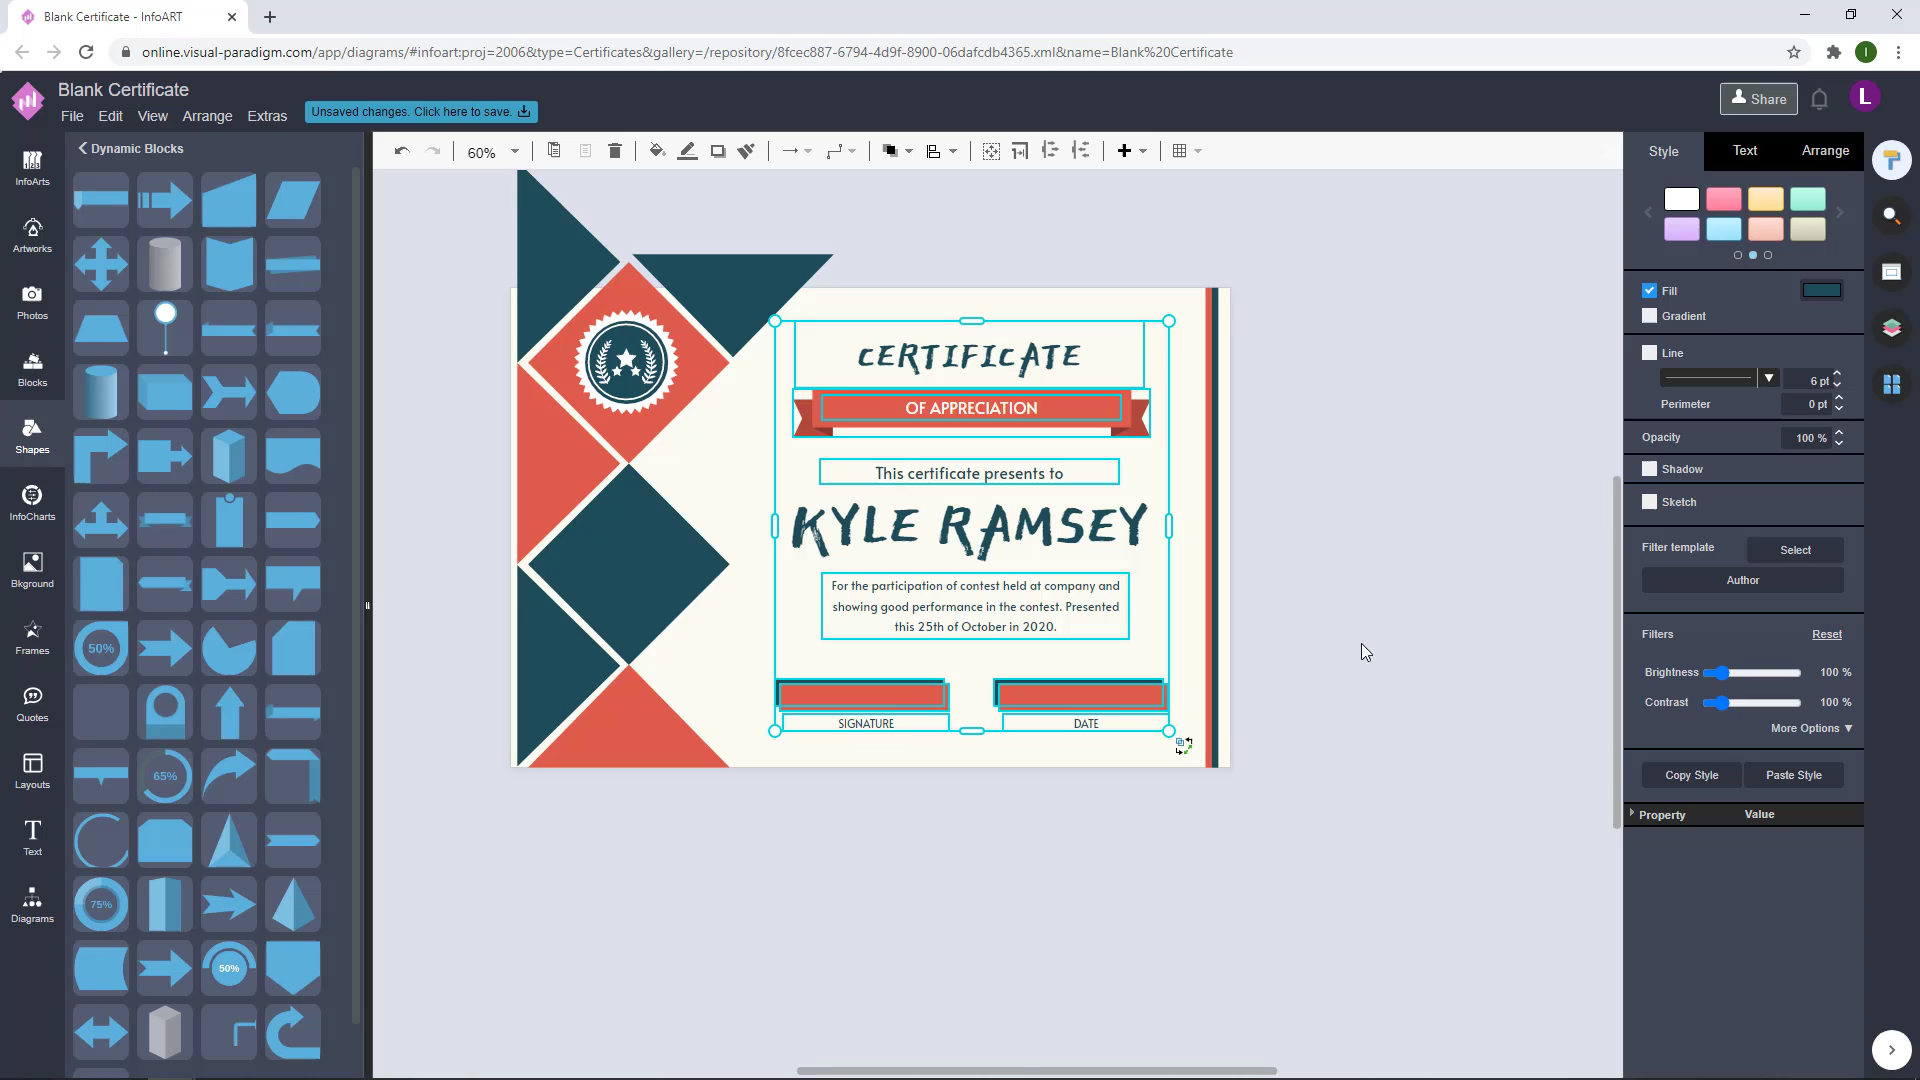 Blank Certificate - InfoART
online.visual-paradigm.com/app/diagrams/#infoart:proj=2006&type=Certificates&gallery=/repository/8fcec887-6794-4d9f-8900-06dafcdb4365.xml&name=Blank%20Certificate
I
Blank Certificate
File Edit View Arrange Extras
Unsaved changes. Click here to save.
Share
L
InfoArts
Artworks
Photos
Blocks
Shapes
InfoCharts
Bkground
Frames
Quotes
Layouts
Text
Diagrams
Dynamic Blocks
50%
65%
75%
50%
60%
CERTIFICATE
OF APPRECIATION
This certificate presents to
KYLE RAMSEY
For the participation of contest held at company and
showing good performance in the contest. Presented
this 25th of October in 2020.
SIGNATURE
DATE
Style Text Arrange
Fill
Gradient
Line
6 pt
Perimeter 0 pt
Opacity 100 %
Shadow
Sketch
Filter template Select
Author
Filters Reset
Brightness 100 %
Contrast 100 %
More Options ▼
Copy Style Paste Style
Property Value